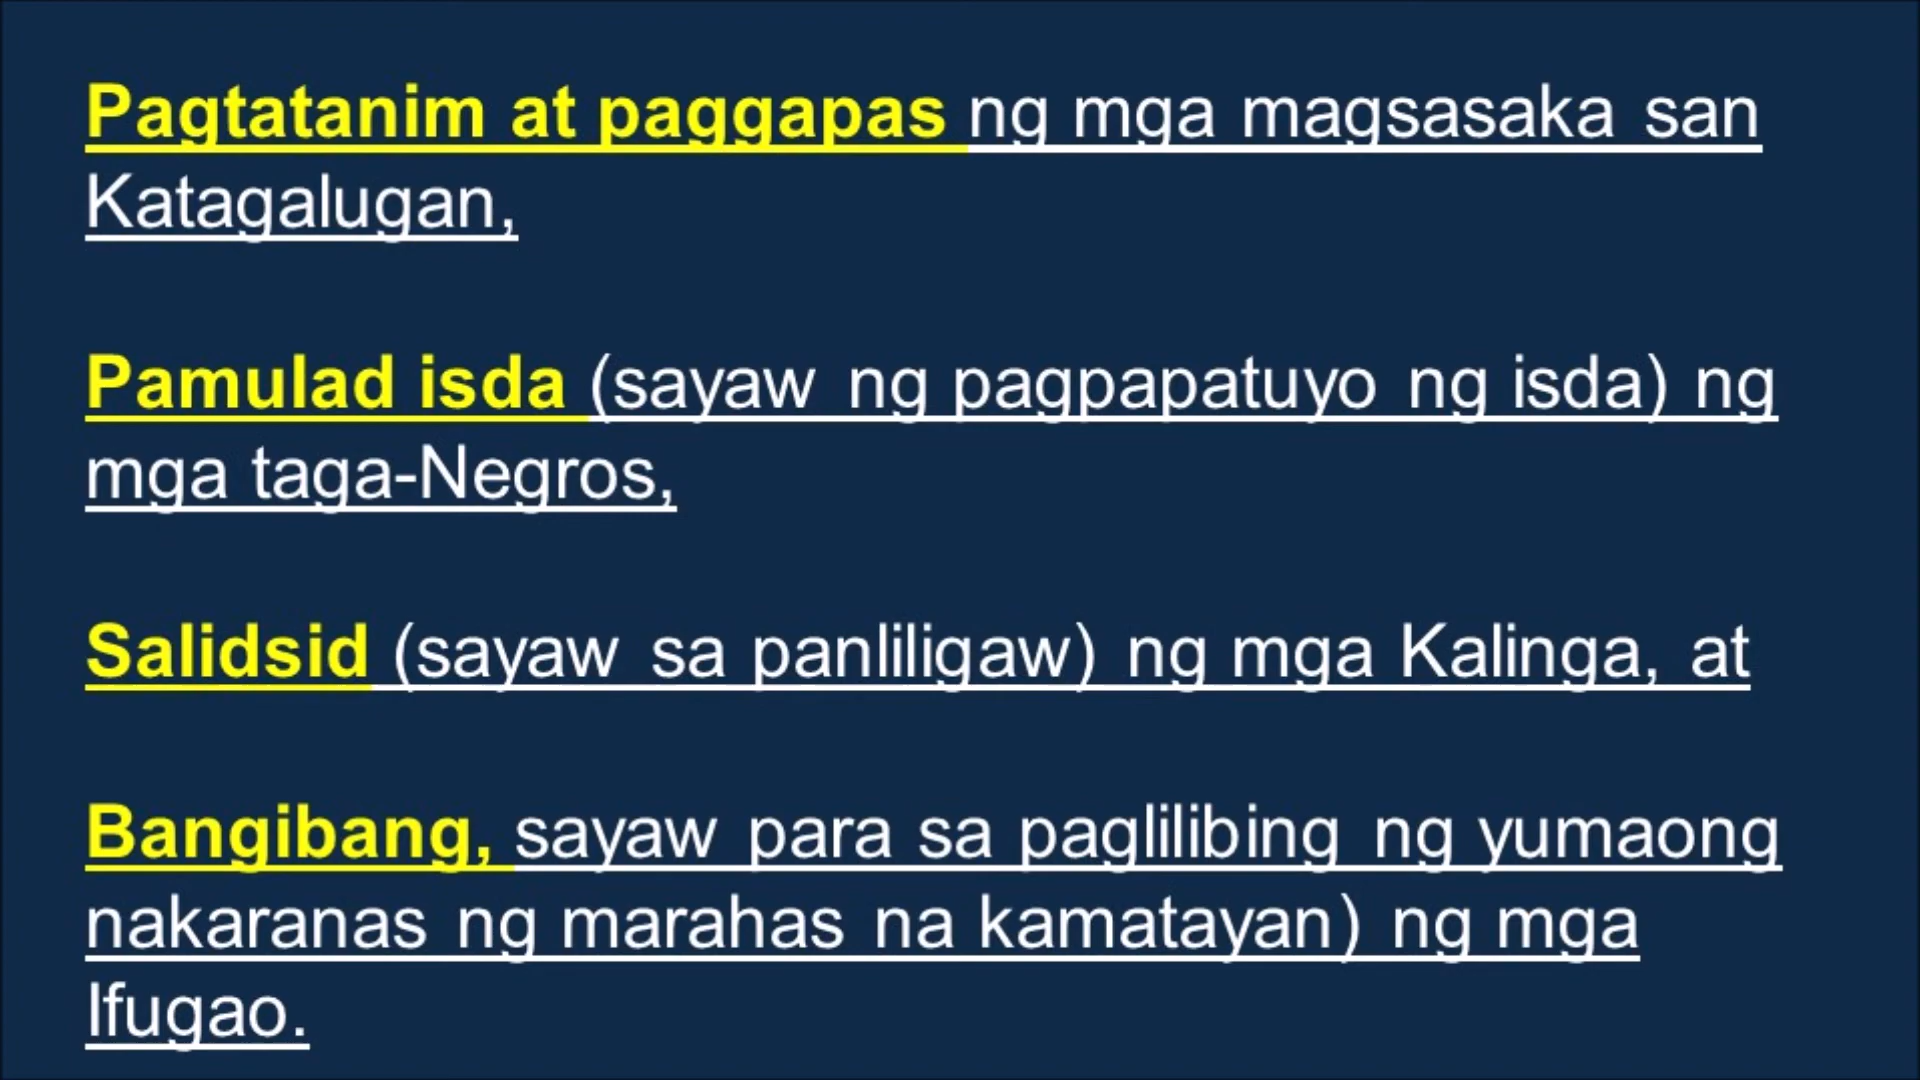 Pagtatanim at paggapas ng mga magsasaka san
Katagalugan,
Pamulad isda (sayaw ng pagpapatuyo ng isda) ng
mga taga-Negros,
Salidsid (sayaw sa panliligaw) ng mga Kalinga, at
Bangibang, sayaw para sa paglilibing ng yumaong
nakaranas ng marahas na kamatayan) ng mga
Ifugao.